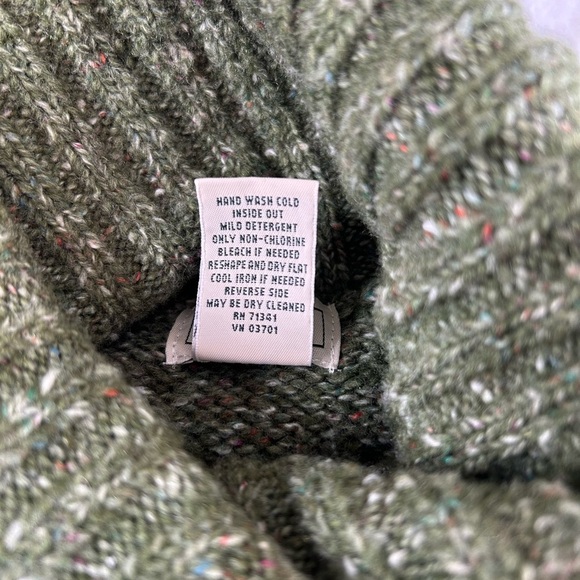 HAND WASH COLD
INSIDE OUT
MILD DETERGENT
ONLY NON-CHLORINE
BLEACH IF NEEDED
RESHAPE AND DRY FLAT
COOL IRON IF NEEDED
REVERSE SIDE
MAY BE DRY CLEANED
RN 71341
VN 03701